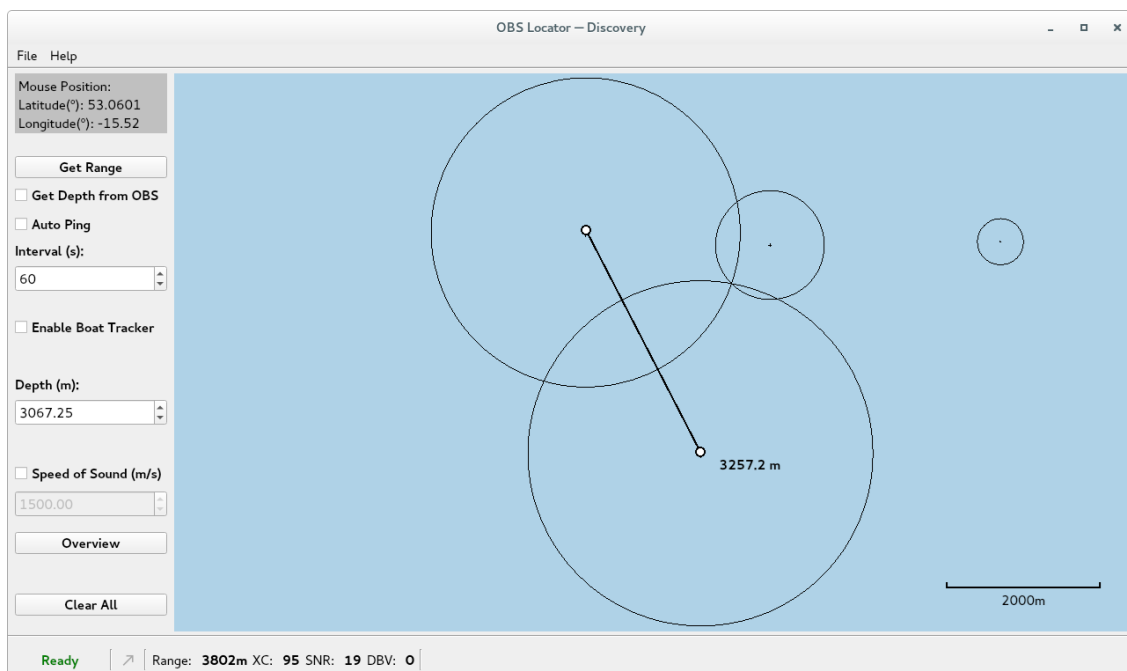 OBS Locator — Discovery
File Help
Mouse Position:
Latitude(°): 53.0601
Longitude(°): -15.52
Get Range
Get Depth from OBS
Auto Ping
Interval (s):
60
Enable Boat Tracker
Depth (m):
3067.25
Speed of Sound (m/s)
1500.00
Overview
Clear All
3257.2 m
2000m
Ready Range: 3802m XC: 95 SNR: 19 DBV: 0